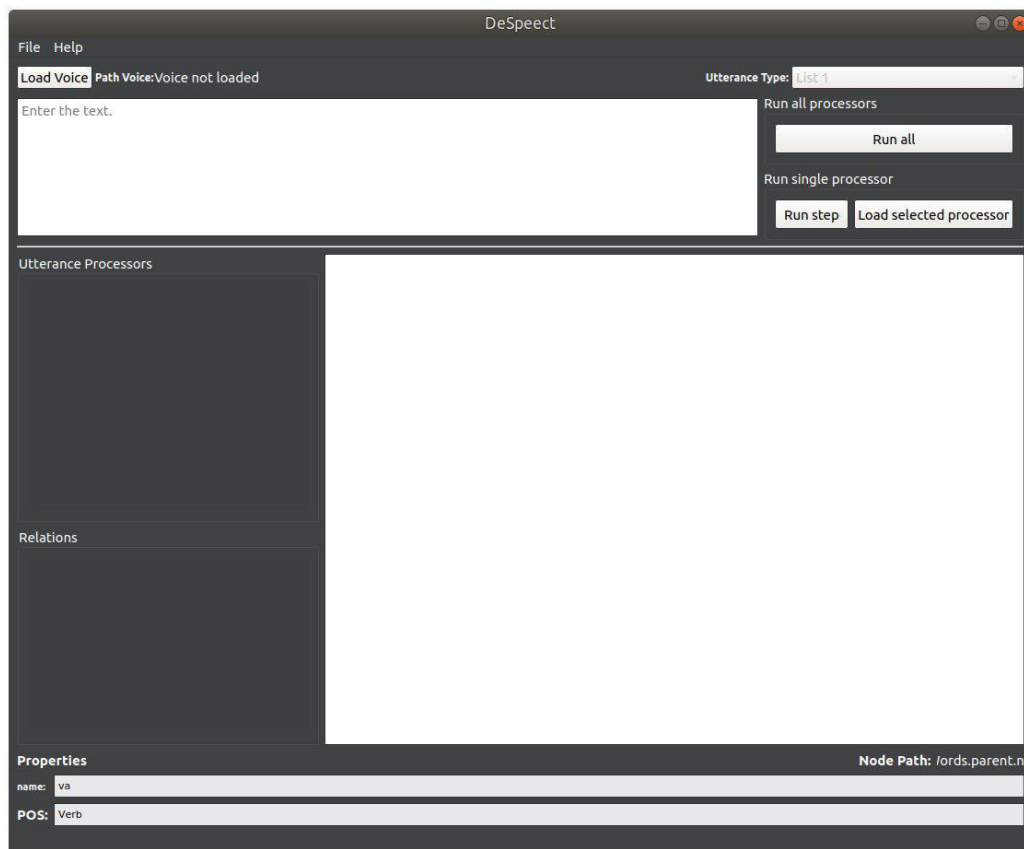 DeSpeect
File Help
Load Voice Path Voice:Voice not loaded Utterance Type: List 1
Enter the text.
Run all processors
Run all
Run single processor
Run step Load selected processor
Utterance Processors
Relations
Properties Node Path: /ords.parent.n
name: va
POS: Verb